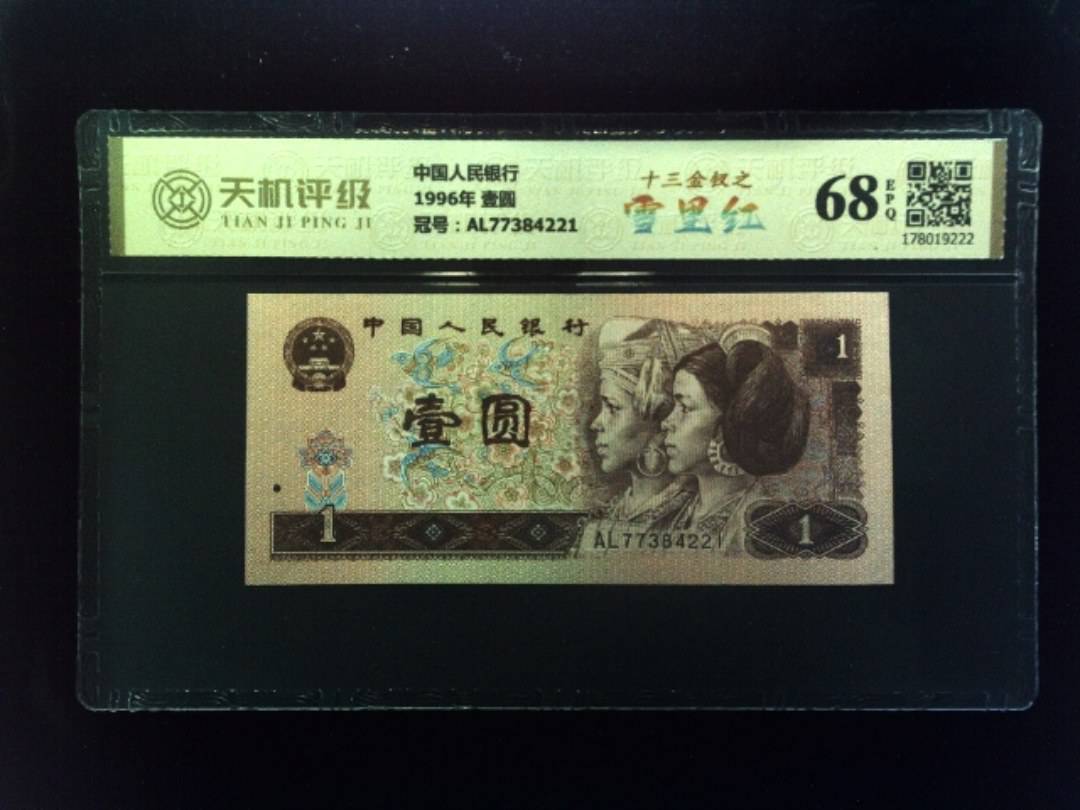 天机评级
TIAN JI PING JI
中国人民银行
1996年 壹圆
冠号：AL77384221
十三金钗之
雪里红
68
EPQ
178019222
中国人民银行
1
壹圆
1
AL77384221
1